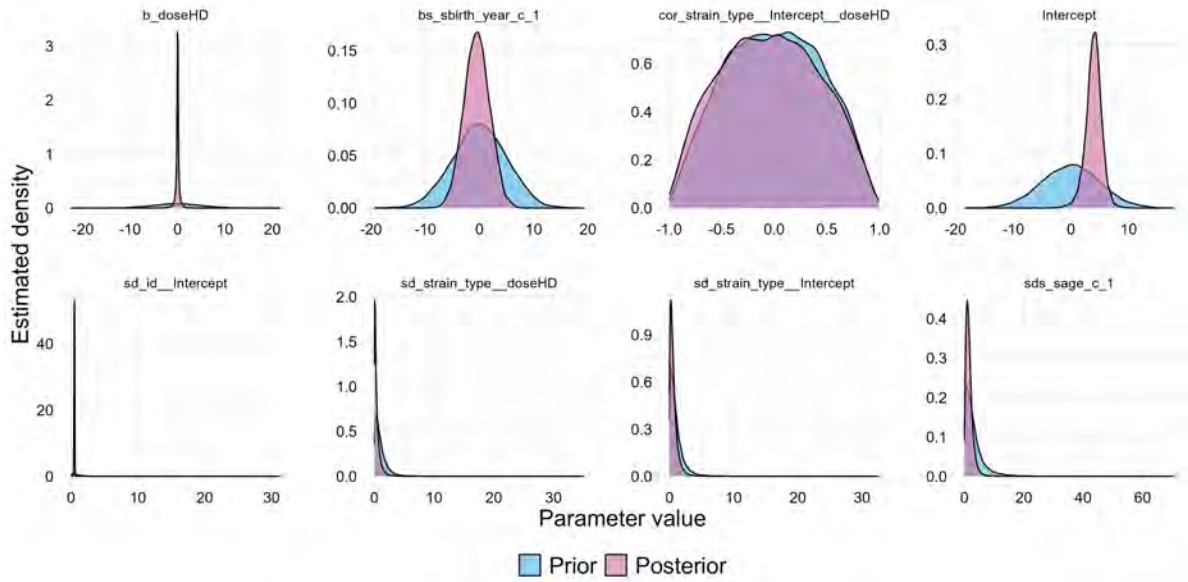 b_doseHD bs_sbirth_year_c_1 cor_strain_type__Intercept__doseHD Intercept
3 2 1 0
0.15 0.10 0.05 0.00
0.6 0.4 0.2 0.0
0.3 0.2 0.1 0.0
-20 -10 0 10 20
-20 -10 0 10 20
-1.0 -0.5 0.0 0.5 1.0
-20 -10 0 10
Estimated density
sd_id__Intercept sd_strain_type__doseHD sd_strain_type__Intercept sds_sage_c_1
40 20 0
2.0 1.5 1.0 0.5 0.0
0.9 0.6 0.3 0.0
0.4 0.3 0.2 0.1 0.0
0 10 20 30
0 10 20 30
0 10 20 30
0 20 40 60
Parameter value
Prior Posterior